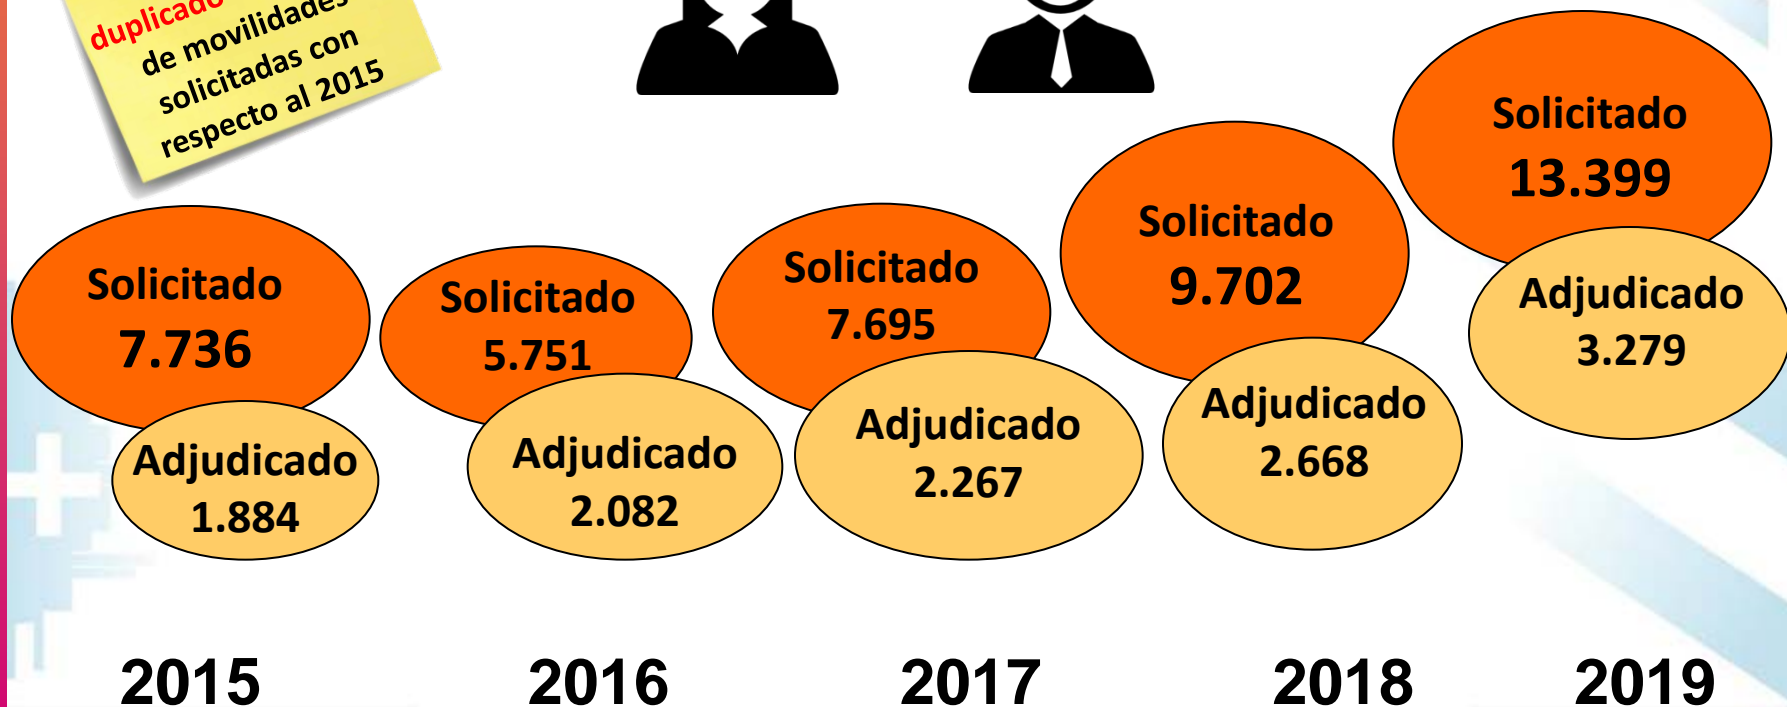 duplicado
de movilidades
solicitadas con
respecto al 2015
Solicitado
7.736
Adjudicado
1.884
Solicitado
5.751
Adjudicado
2.082
Solicitado
7.695
Adjudicado
2.267
Solicitado
9.702
Adjudicado
2.668
Solicitado
13.399
Adjudicado
3.279
2015
2016
2017
2018
2019